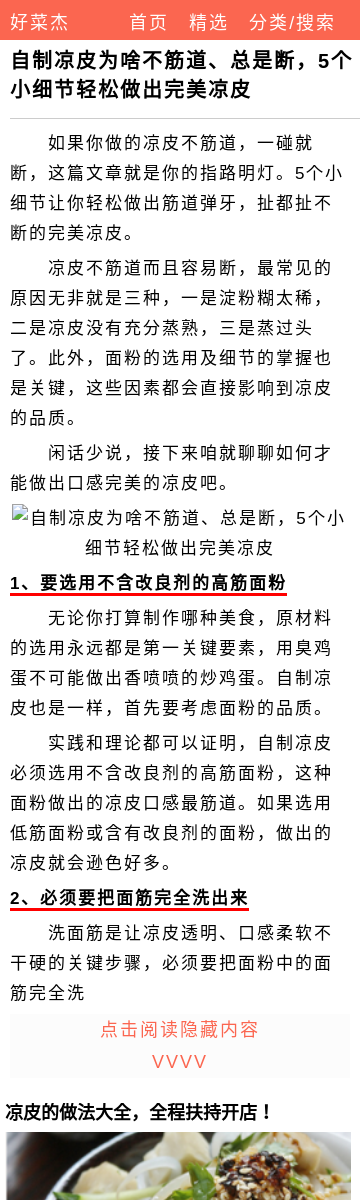 好菜杰 首页 精选 分类/搜索
自制凉皮为啥不筋道、总是断，5个
小细节轻松做出完美凉皮
如果你做的凉皮不筋道，一碰就
断，这篇文章就是你的指路明灯。5个小
细节让你轻松做出筋道弹牙，扯都扯不
断的完美凉皮。
凉皮不筋道而且容易断，最常见的
原因无非就是三种，一是淀粉糊太稀，
二是凉皮没有充分蒸熟，三是蒸过头
了。此外，面粉的选用及细节的掌握也
是关键，这些因素都会直接影响到凉皮
的品质。
闲话少说，接下来咱就聊聊如何才
能做出口感完美的凉皮吧。
自制凉皮为啥不筋道、总是断，5个小
细节轻松做出完美凉皮
1、要选用不含改良剂的高筋面粉
无论你打算制作哪种美食，原材料
的选用永远都是第一关键要素，用臭鸡
蛋不可能做出香喷喷的炒鸡蛋。自制凉
皮也是一样，首先要考虑面粉的品质。
实践和理论都可以证明，自制凉皮
必须选用不含改良剂的高筋面粉，这种
面粉做出的凉皮口感最筋道。如果选用
低筋面粉或含有改良剂的面粉，做出的
凉皮就会逊色好多。
2、必须要把面筋完全洗出来
洗面筋是让凉皮透明、口感柔软不
干硬的关键步骤，必须要把面粉中的面
筋完全洗
点击阅读隐藏内容
VVVV
凉皮的做法大全，全程扶持开店！